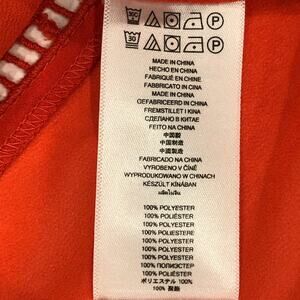 MADE IN CHINA
HECHO EN CHINA
FABRIQUÉ EN CHINE
FABBRICATO IN CINA
MADE IN CHINA
GEFABRICEERD IN CHINA
FREMSTILLET I KINA
СДЕЛАНО В КИТАЕ
FEITO NA CHINA
中国製
中国制造
中國製造
FABRICADO NA CHINA
VYROBENO V ČÍNĚ
WYPRODUKOWANO W CHINACH
KÉSZÜLT KÍNÁBAN
100% POLYESTER
100% POLIÉSTER
100% POLYESTER
100% POLIESTERE
100% POLYESTER
100% POLYESTER
100% POLYESTER
100% ПОЛИЭСТЕР
100% POLIÉSTER
ポリエステル 100%